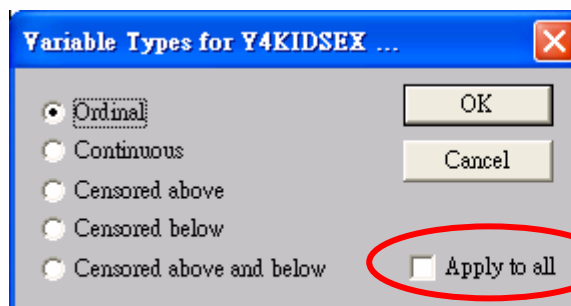 Variable Types for Y4KIDSEX ...
Ordinal
OK
Continuous
Cancel
Censored above
Censored below
Censored above and below
Apply to all